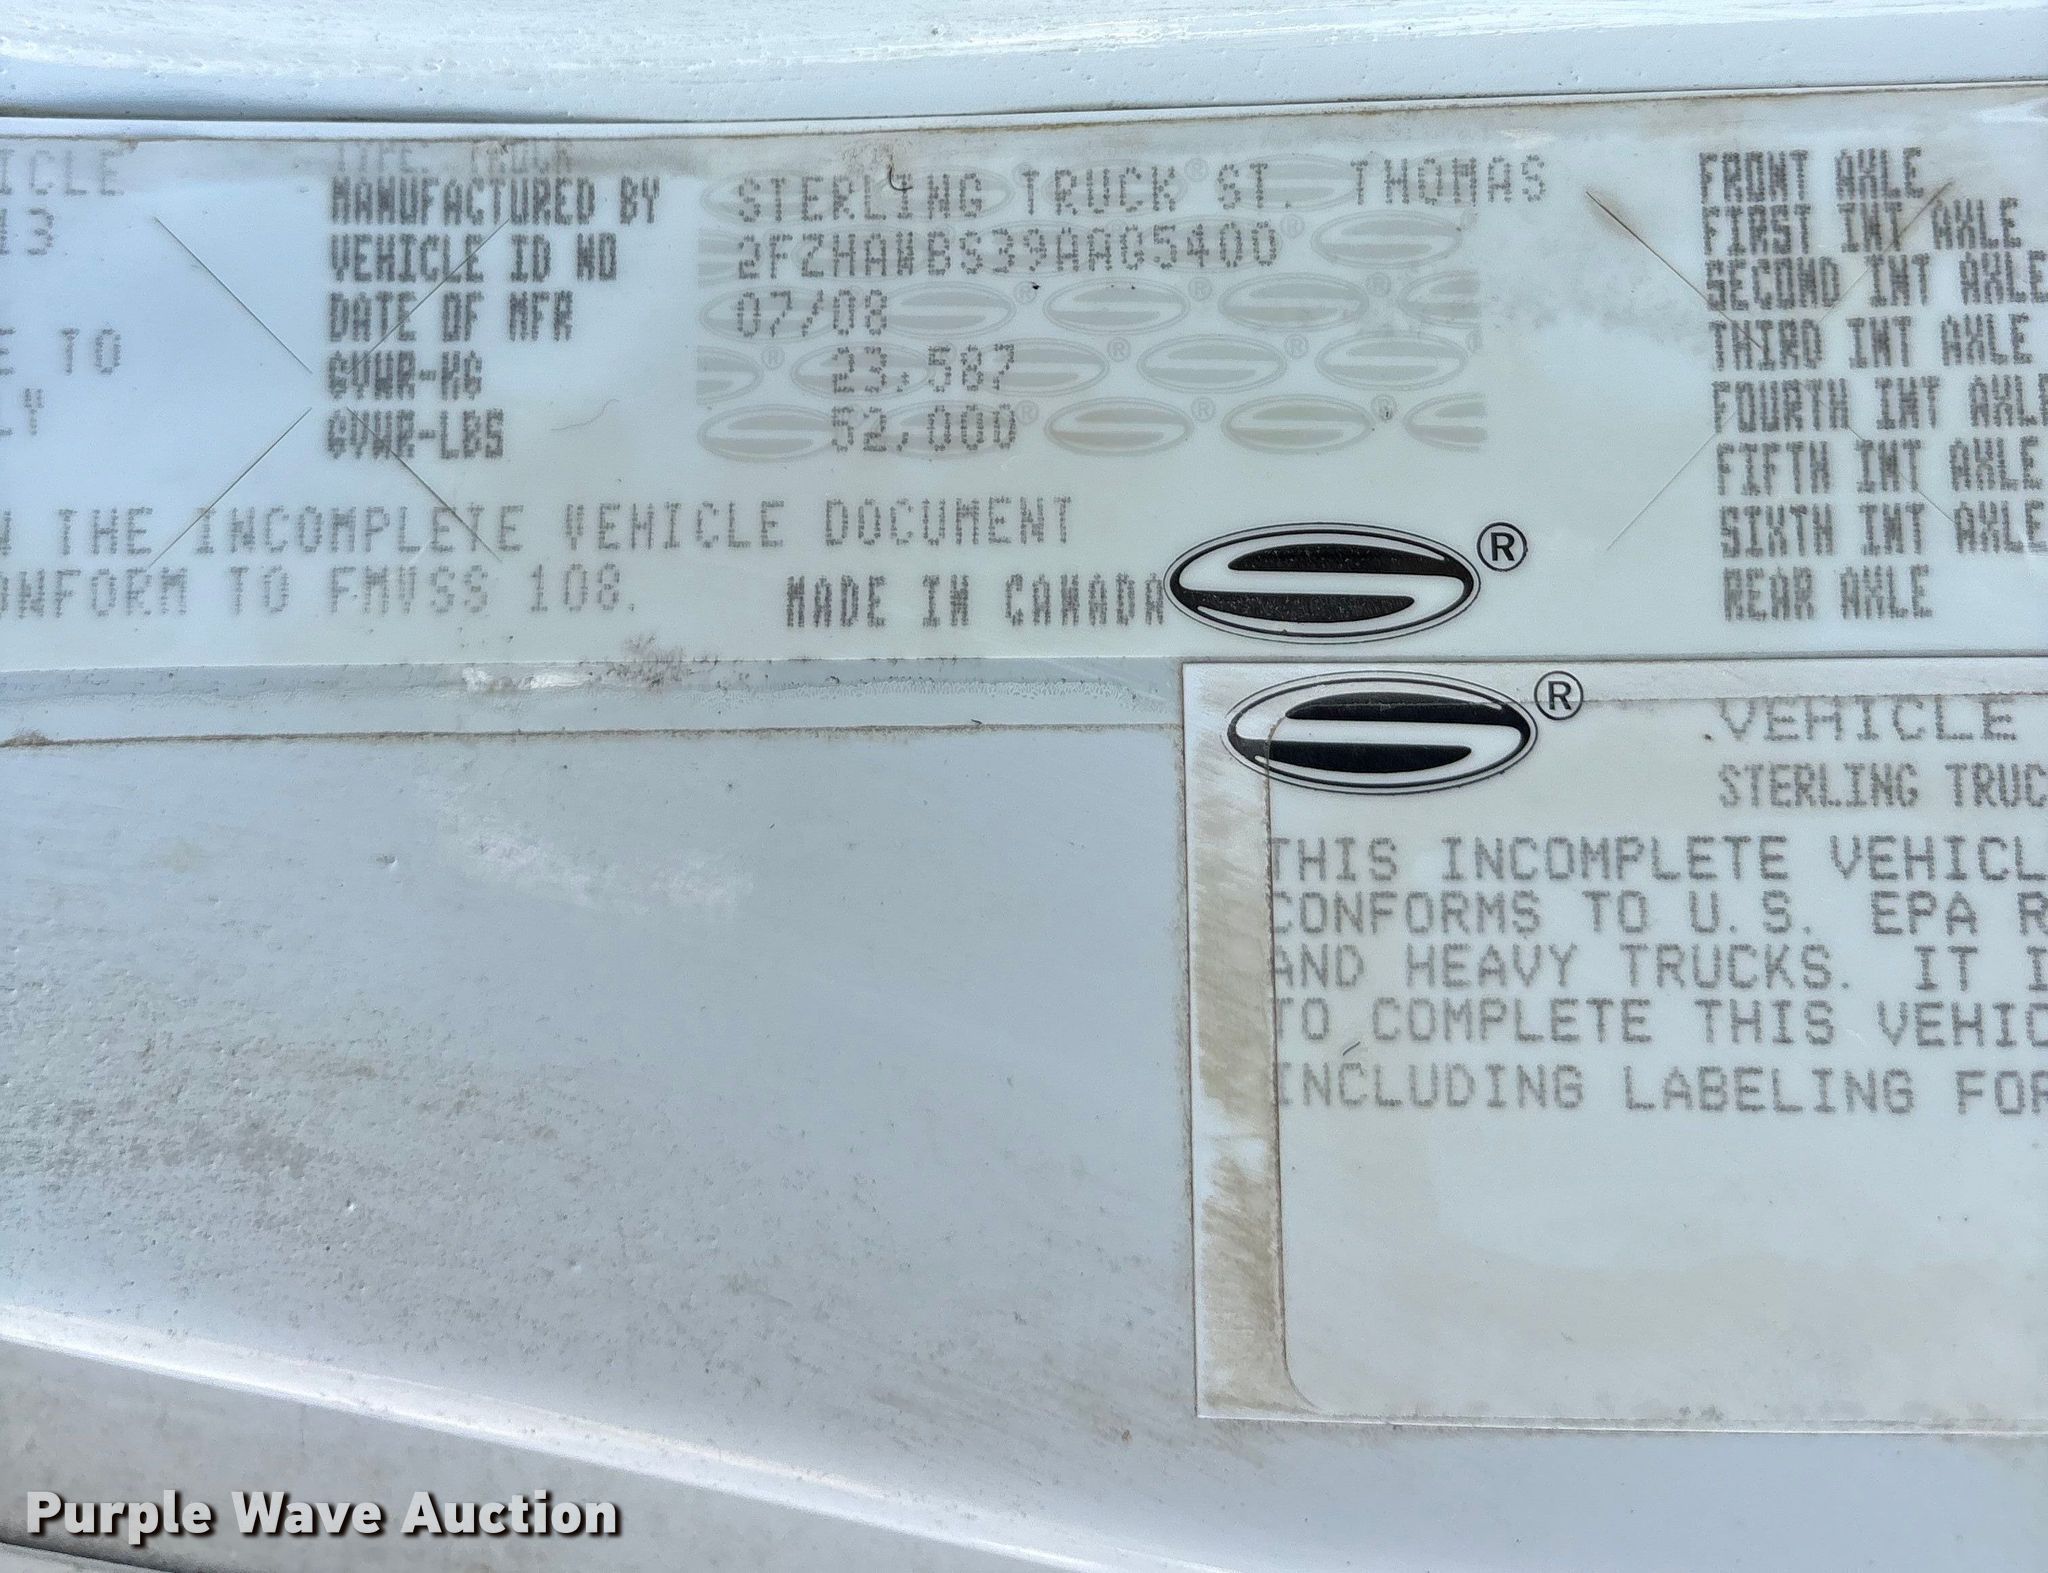 ICLE
13
E TO
TYPE: TRUCK
MANUFACTURED BY STERLING TRUCK ST. THOMAS
VEHICLE ID NO 2FZHAWBS39AAG5400
DATE OF MFR 07/08
GVWR-KG 23,587
GVWR-LBS 52,000
N THE INCOMPLETE VEHICLE DOCUMENT
ONFORM TO FMVSS 108.
MADE IN CANADA
S ®
FRONT AXLE
FIRST INT AXLE
SECOND INT AXLE
THIRD INT AXLE
FOURTH INT AXLE
FIFTH INT AXLE
SIXTH INT AXLE
REAR AXLE
S ®
VEHICLE
STERLING TRUC
THIS INCOMPLETE VEHICL
CONFORMS TO U.S. EPA R
AND HEAVY TRUCKS. IT I
TO COMPLETE THIS VEHIC
INCLUDING LABELING FOR
Purple Wave Auction